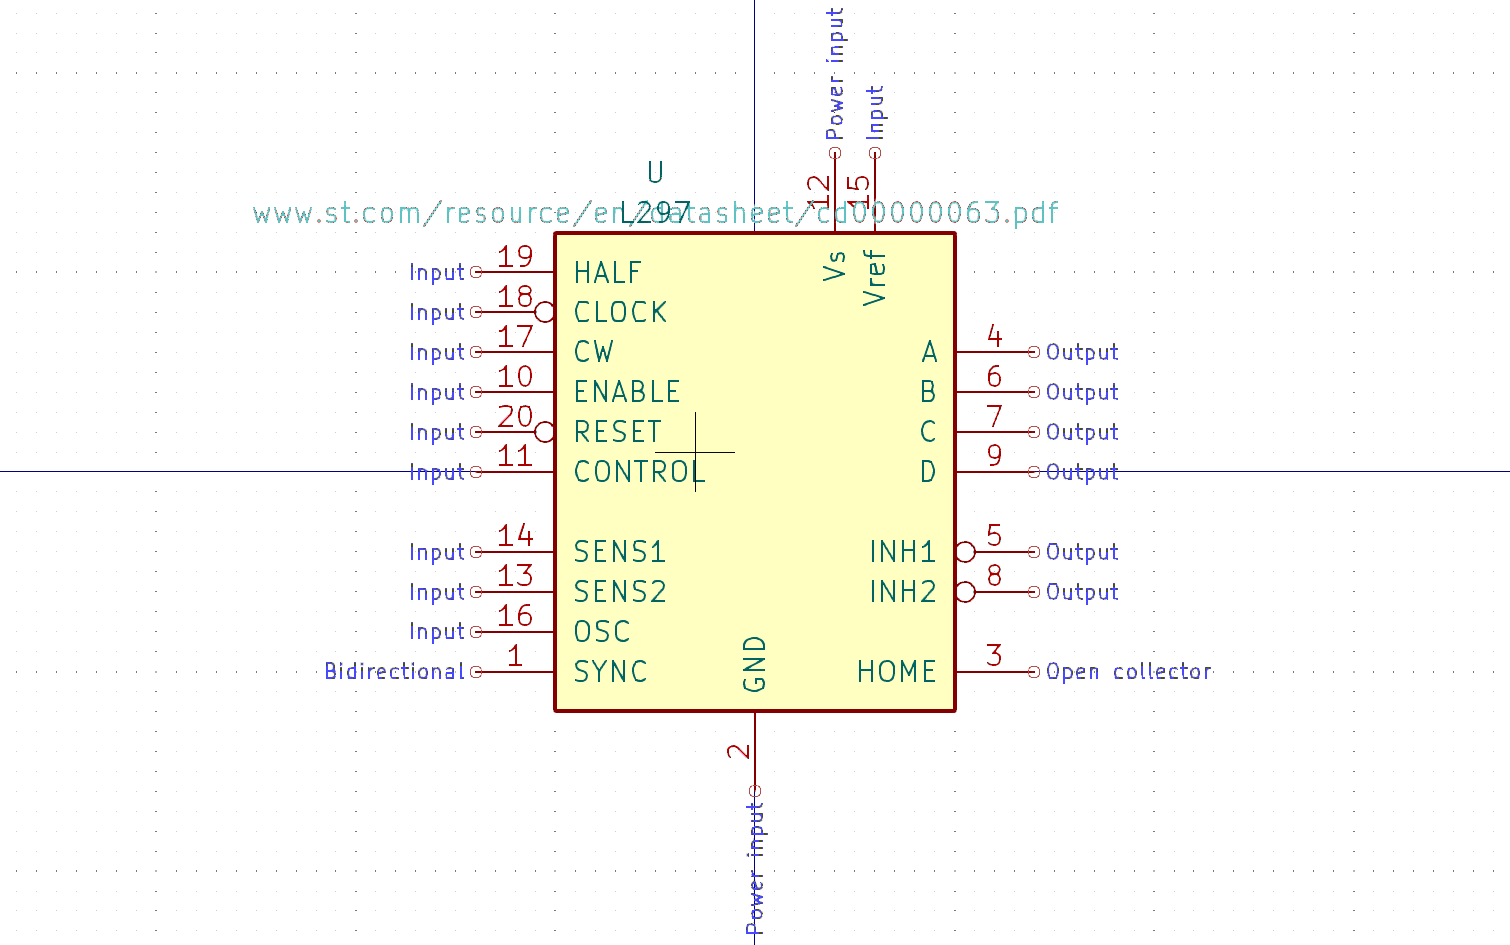 Power input
Input
U
12
15
www.st.com/resource/en/datasheet/cd00000063.pdf
L297
Vs
Vref
Input 19 HALF
Input 18 CLOCK
Input 17 CW
A 4 Output
Input 10 ENABLE
B 6 Output
Input 20 RESET
C 7 Output
Input 11 CONTROL
D 9 Output
Input 14 SENS1
INH1 5 Output
Input 13 SENS2
INH2 8 Output
Input 16 OSC
Bidirectional 1 SYNC
GND
HOME 3 Open collector
2
Power input